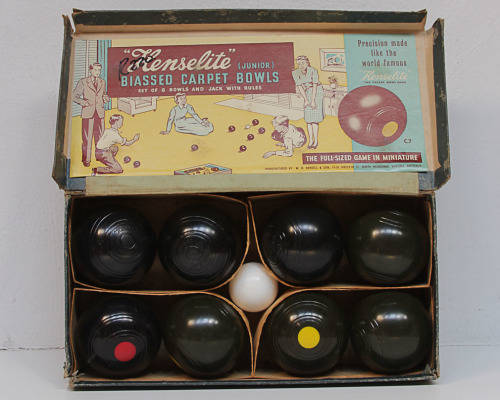 "Henselite" (JUNIOR)
BIASSED CARPET BOWLS
SET OF 8 BOWLS AND JACK WITH RULES
Precision made
like the
world famous
Henselite
THE FULL-SIZED GAME IN MINIATURE